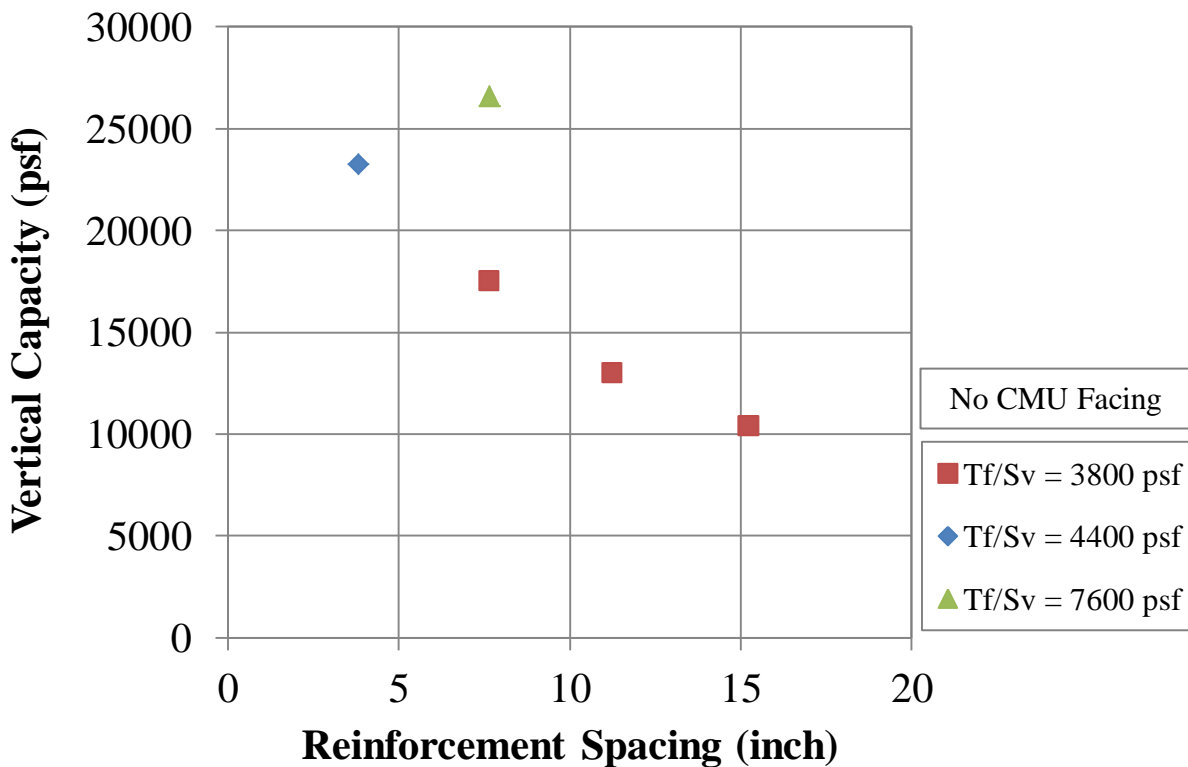 30000
25000
20000
15000
10000
5000
0
Vertical Capacity (psf)
0 5 10 15 20
Reinforcement Spacing (inch)
No CMU Facing
Tf/Sv = 3800 psf
Tf/Sv = 4400 psf
Tf/Sv = 7600 psf